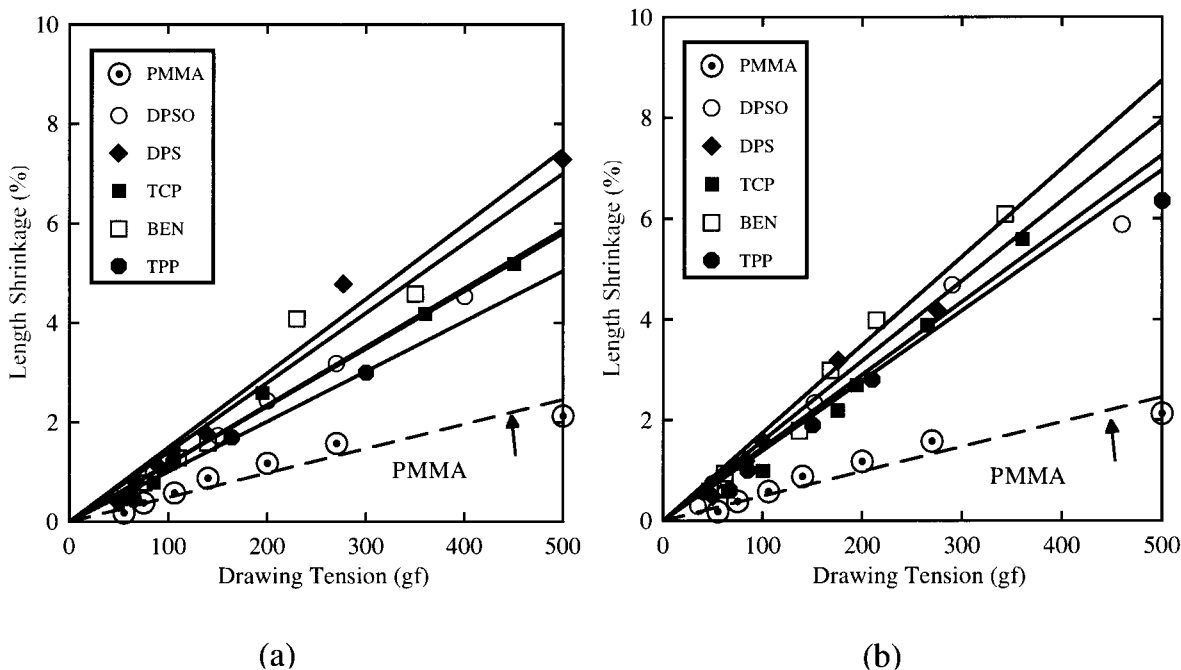 10
8
6
4
2
0
Length Shrinkage (%)
PMMA
DPSO
DPS
TCP
BEN
TPP
PMMA
0 100 200 300 400 500
Drawing Tension (gf)
(a)
10
8
6
4
2
0
Length Shrinkage (%)
PMMA
DPSO
DPS
TCP
BEN
TPP
PMMA
0 100 200 300 400 500
Drawing Tension (gf)
(b)